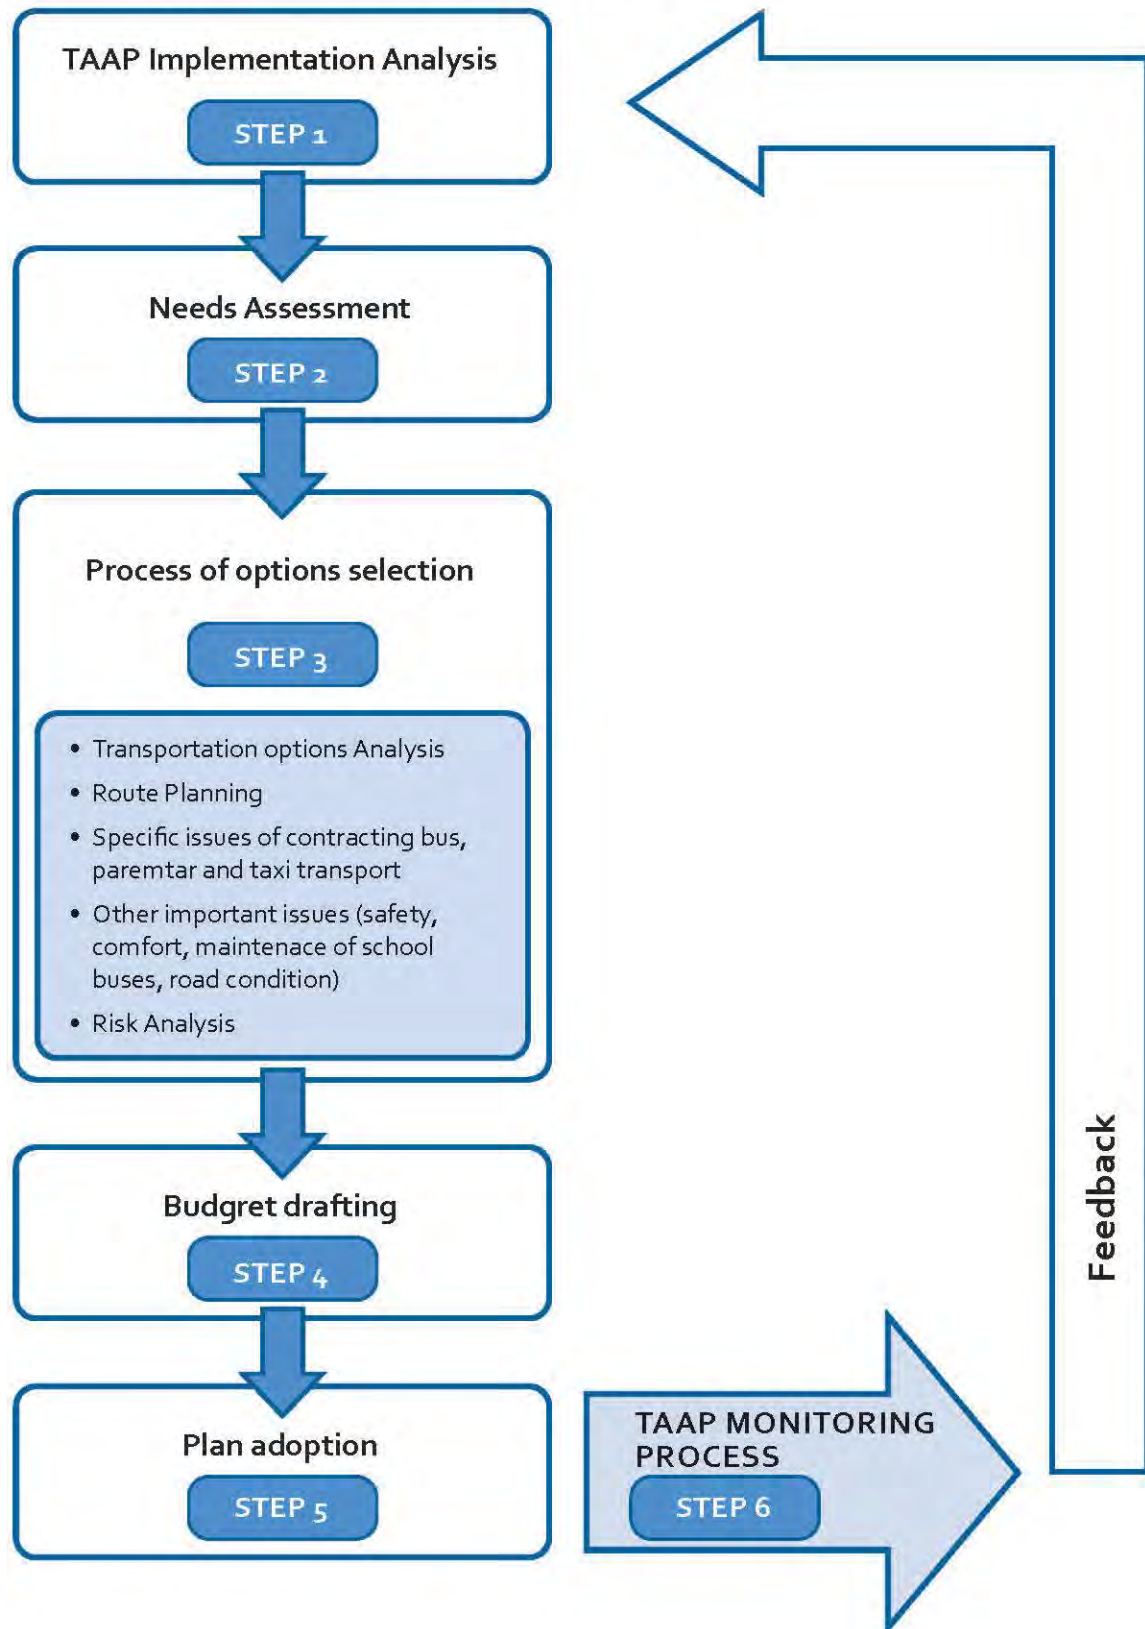 TAAP Implementation Analysis
STEP 1
Needs Assessment
STEP 2
Process of options selection
STEP 3
• Transportation options Analysis
• Route Planning
• Specific issues of contracting bus,
paremtar and taxi transport
• Other important issues (safety,
comfort, maintenace of school
buses, road condition)
• Risk Analysis
Budgret drafting
STEP 4
Plan adoption
STEP 5
TAAP MONITORING
PROCESS
STEP 6
Feedback